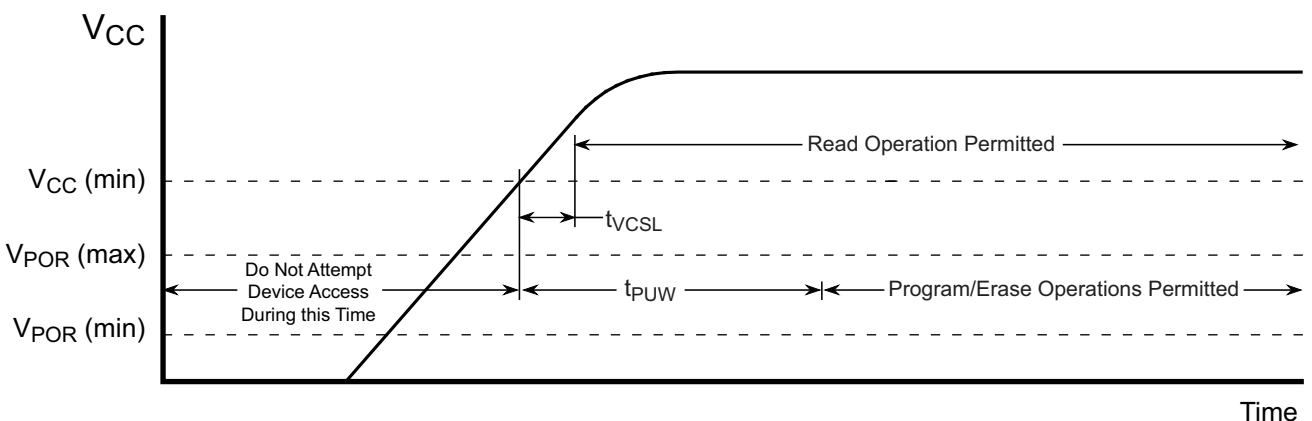 VCC
Read Operation Permitted
VCC (min)
tVCSL
VPOR (max)
Do Not Attempt
Device Access
During this Time
tPUW
Program/Erase Operations Permitted
VPOR (min)
Time